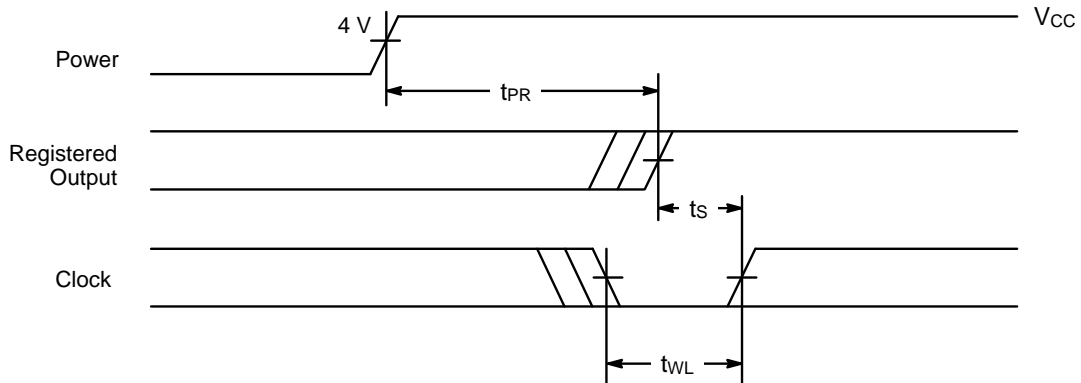 4 V
VCC
Power
tPR
Registered
Output
tS
Clock
tWL